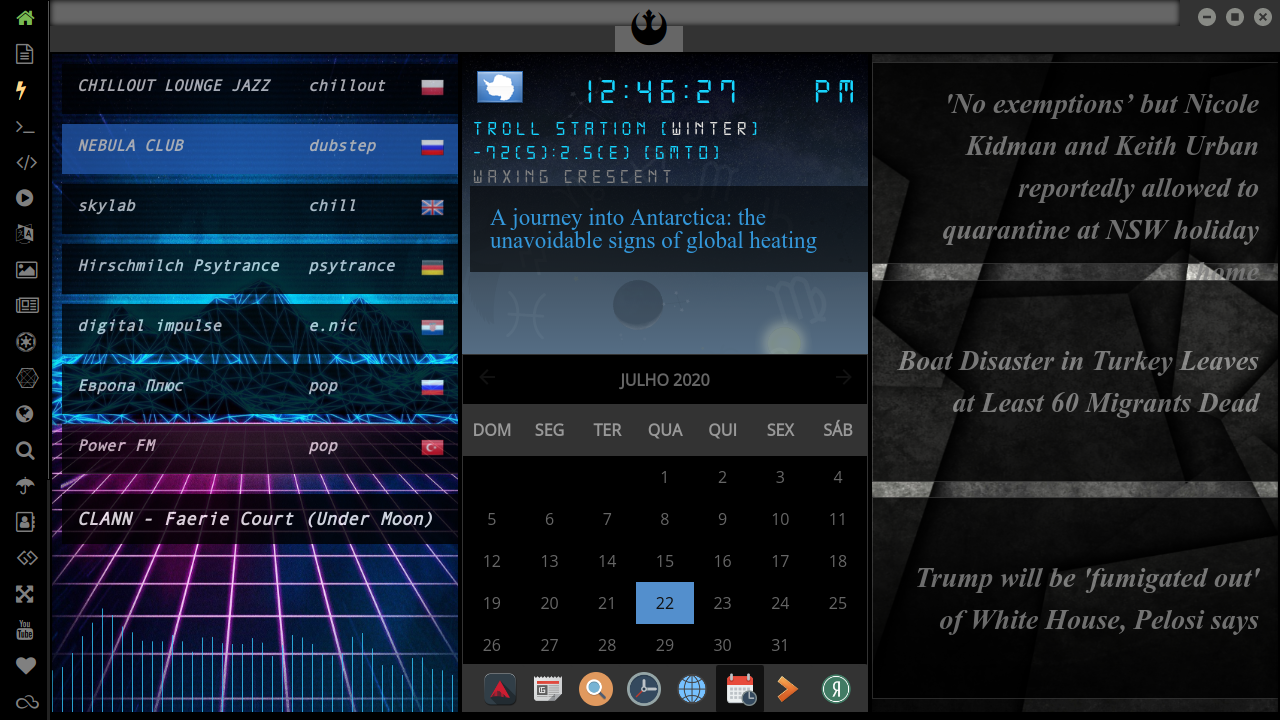 CHILLOUT LOUNGE JAZZ chillout
NEBULA CLUB dubstep
skylab chill
Hirschmilch Psytrance psytrance
digital impulse e.nic
Европа Плюс pop
Power FM pop
CLANN - Faerie Court (Under Moon)
12:46:27 PM
TROLL STATION (WINTER)
-72(S):2.5(E) (GMT0)
WAXING CRESCENT
A journey into Antarctica: the
unavoidable signs of global heating
JULHO 2020
DOM SEG TER QUA QUI SEX SÁB
1 2 3 4
5 6 7 8 9 10 11
12 13 14 15 16 17 18
19 20 21 22 23 24 25
26 27 28 29 30 31
'No exemptions’ but Nicole
Kidman and Keith Urban
reportedly allowed to
quarantine at NSW holiday
home
Boat Disaster in Turkey Leaves
at Least 60 Migrants Dead
Trump will be 'fumigated out'
of White House, Pelosi says
You
Tube
Я